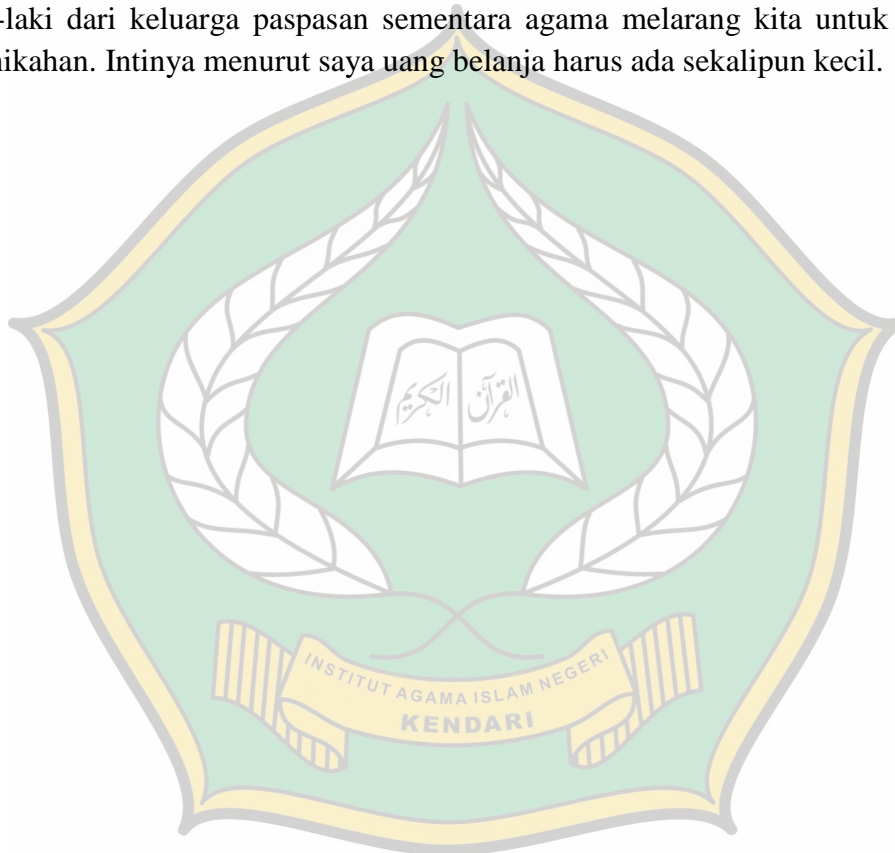 -laki dari keluarga paspasan sementara agama melarang kita untuk
nikahan. Intinya menurut saya uang belanja harus ada sekalipun kecil.
القرآن الكريم
INSTITUT AGAMA ISLAM NEGERI
KENDARI